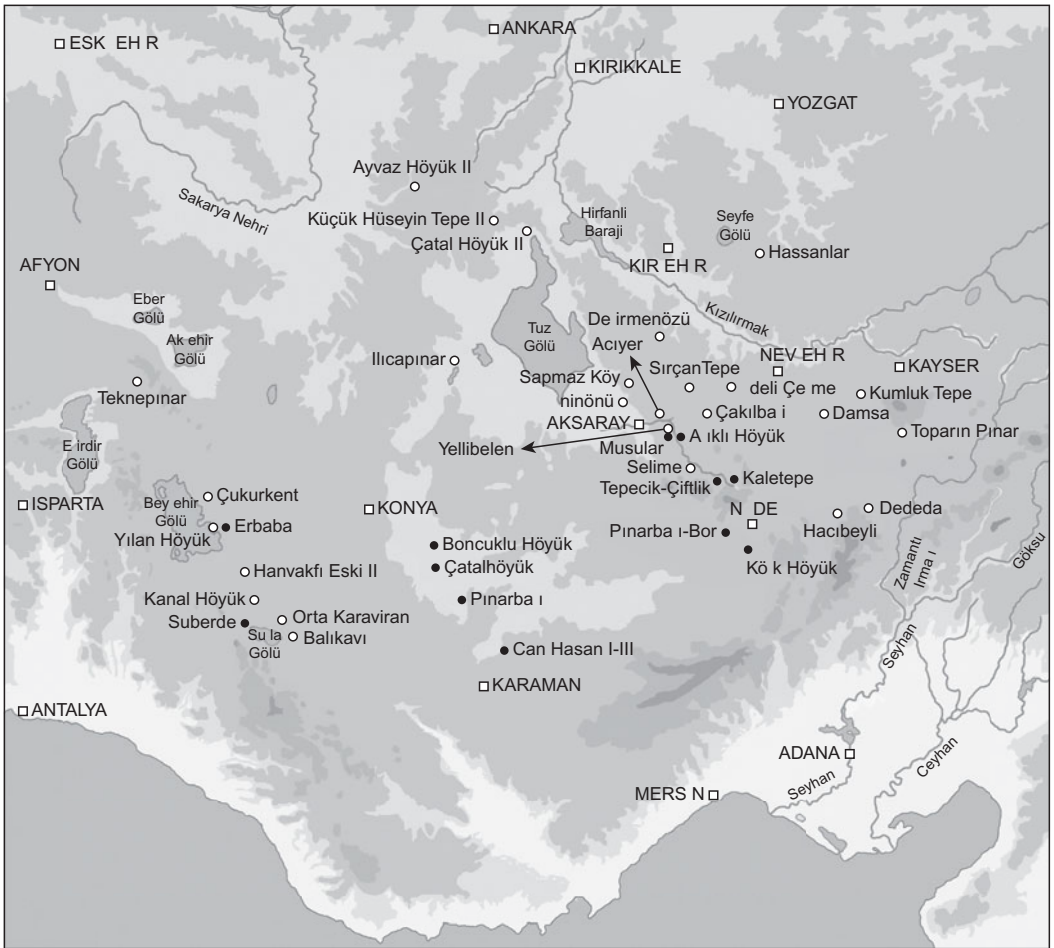 ANKARA
ESK EH R
KIRIKKALE
YOZGAT
Ayvaz Höyük II
Sakarya Nehri
Küçük Hüseyin Tepe II
Çatal Höyük II
Hirfanli
Baraji
Seyfe
Gölü
Hassanlar
KIR EH R
AFYON
Eber
Gölü
Ak ehir
Gölü
Tuz
Gölü
De irmenözü
Acıyer
Kızılırmak
Ilıcapınar
SırçanTepe
NEV EH R
KAYSER
Teknepınar
Sapmaz Köy
deli Çe me
Kumluk Tepe
ninönü
Çakılba i
Damsa
AKSARAY
E irdir
Gölü
Yellibelen
Musular
A ıklı Höyük
Toparın Pınar
Selime
Tepecik-Çiftlik
Kaletepe
ISPARTA
Bey ehir
Gölü
Çukurkent
KONYA
N DE
Dededa
Hacıbeyli
Yılan Höyük
Erbaba
Pınarba ı-Bor
Boncuklu Höyük
Kö k Höyük
Zamantı
Irma ı
Göksu
Hanvakfı Eski II
Çatalhöyük
Kanal Höyük
Pınarba ı
Suberde
Orta Karaviran
Su la
Gölü
Balıkavı
Can Hasan I-III
Seyhan
KARAMAN
ANTALYA
ADANA
Ceyhan
Seyhan
MERS N